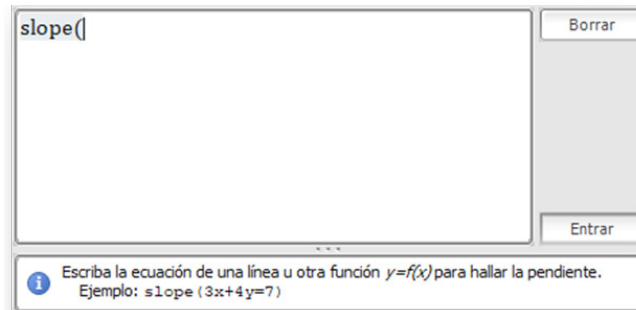 slope(
Borrar
Entrar
Escriba la ecuación de una línea u otra función y=f(x) para hallar la pendiente.
Ejemplo: slope(3x+4y=7)